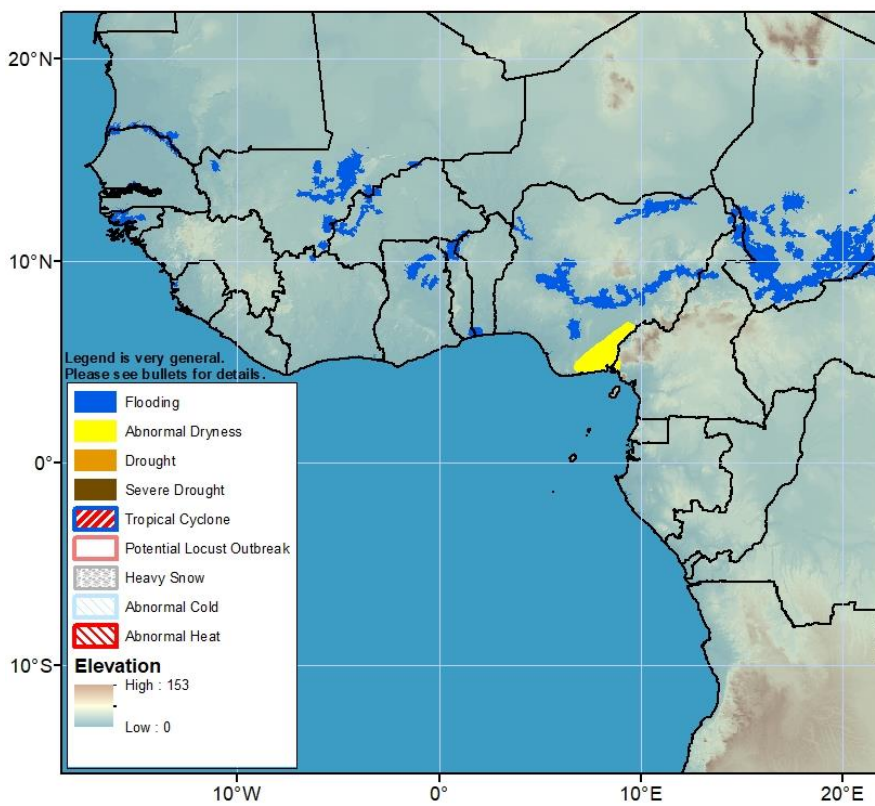 20°N
10°N
Legend is very general.
Please see bullets for details.
Flooding
Abnormal Dryness
0°
Drought
Severe Drought
Tropical Cyclone
Potential Locust Outbreak
Heavy Snow
Abnormal Cold
Abnormal Heat
10°S
Elevation
High : 153
Low : 0
10°W
0°
10°E
20°E